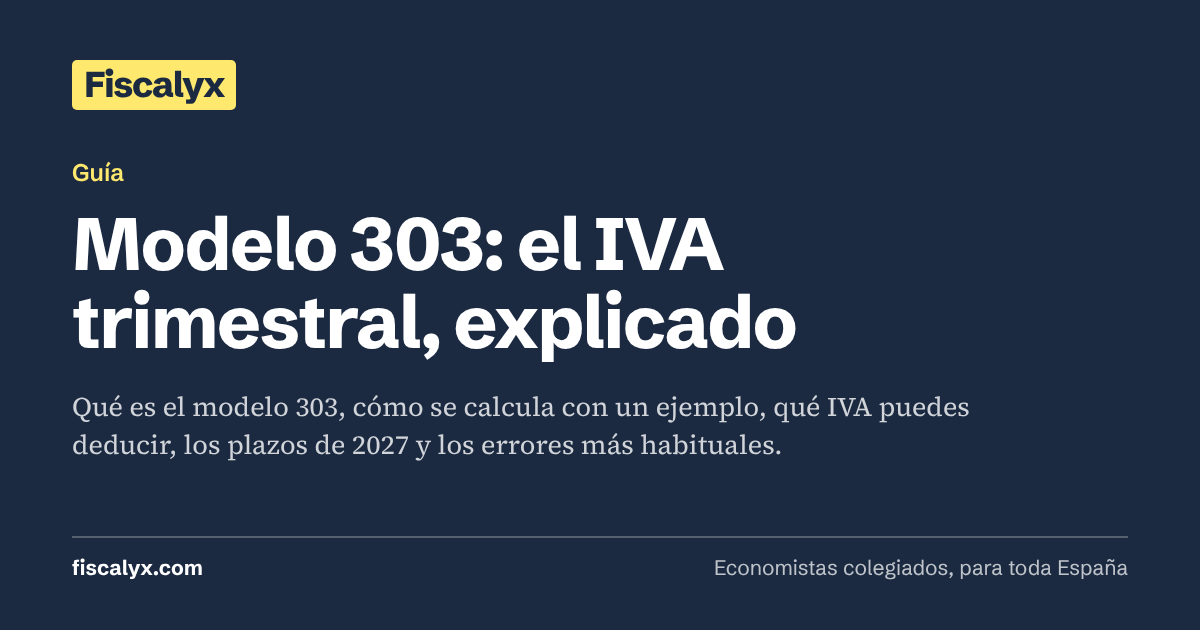 Fiscalyx
Guía
Modelo 303: el IVA
trimestral, explicado
Qué es el modelo 303, cómo se calcula con un ejemplo, qué IVA puedes
deducir, los plazos de 2027 y los errores más habituales.
fiscalyx.com
Economistas colegiados, para toda España